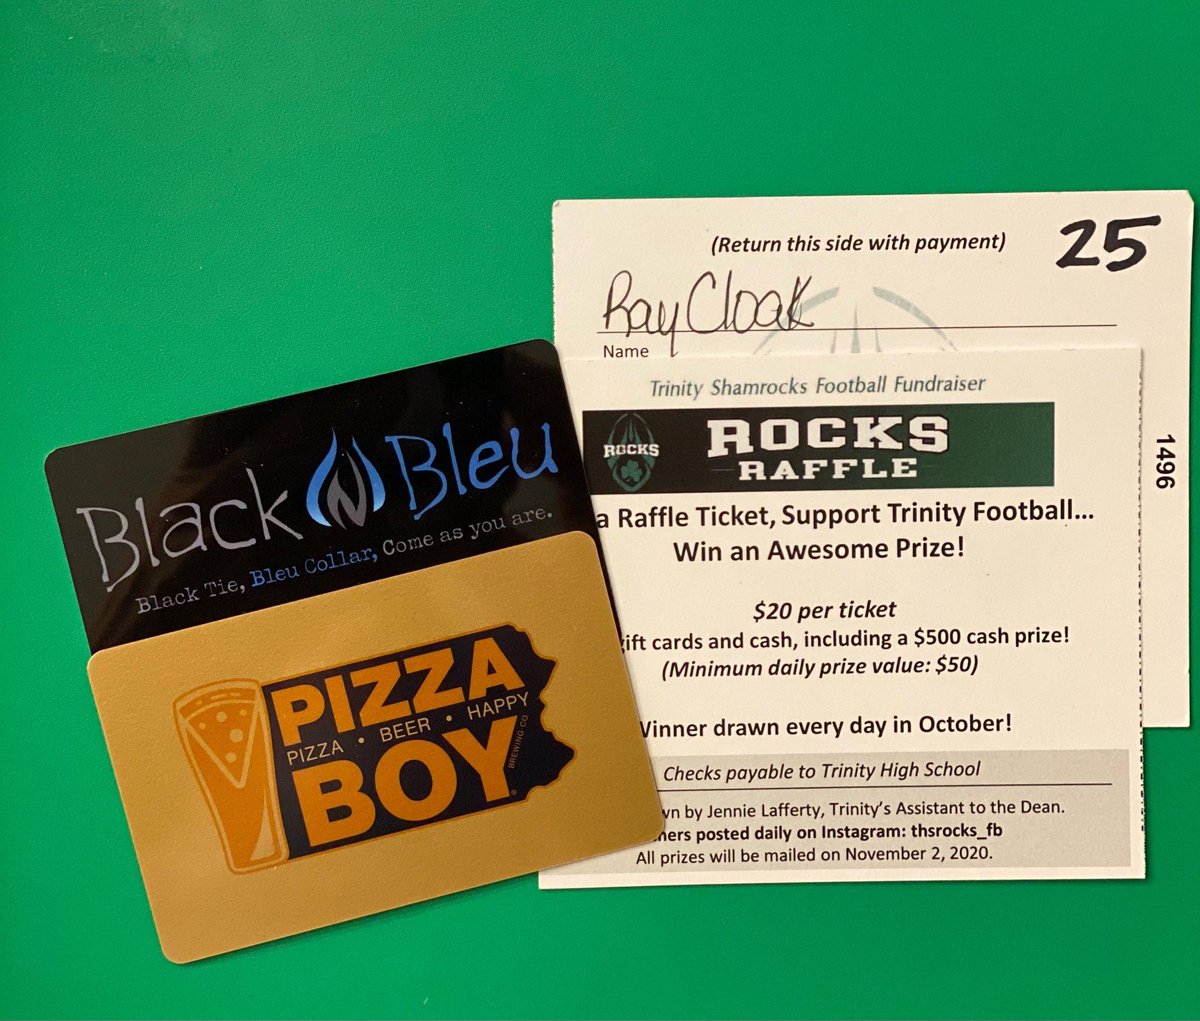 (Return this side with payment)
25
Ray Cloak
Name
1496
Trinity Shamrocks Football Fundraiser
ROCKS
ROCKS
RAFFLE
a Raffle Ticket, Support Trinity Football...
Win an Awesome Prize!
$20 per ticket
gift cards and cash, including a $500 cash prize!
(Minimum daily prize value: $50)
Winner drawn every day in October!
Checks payable to Trinity High School
by Jennie Lafferty, Trinity's Assistant to the Dean.
posted daily on Instagram: thsrocks_fb
All prizes will be mailed on November 2, 2020.
Black N Bleu
Black Tie, Bleu Collar, Come as you are.
PIZZA
PIZZA • BEER • HAPPY
BOY
BREWING CO.